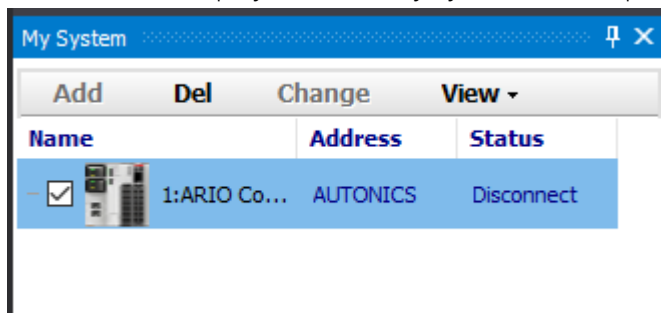 My System
Add Del Change View
Name Address Status
1:ARIO Co... AUTONICS Disconnect